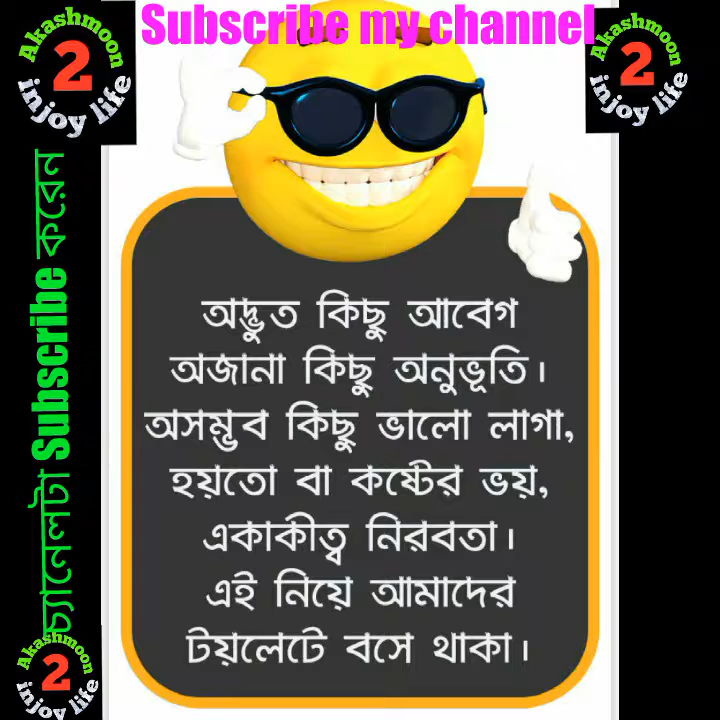 Subscribe my channel
Akashmoon
2
injoy life
Akashmoon
2
injoy life
চ্যানেলটা Subscribe করেন
অদ্ভুত কিছু আবেগ
অজানা কিছু অনুভূতি।
অসম্ভব কিছু ভালো লাগা,
হয়তো বা কষ্টের ভয়,
একাকীত্ব নিরবতা।
এই নিয়ে আমাদের
টয়লেটে বসে থাকা।
Akashmoon
2
injoy life